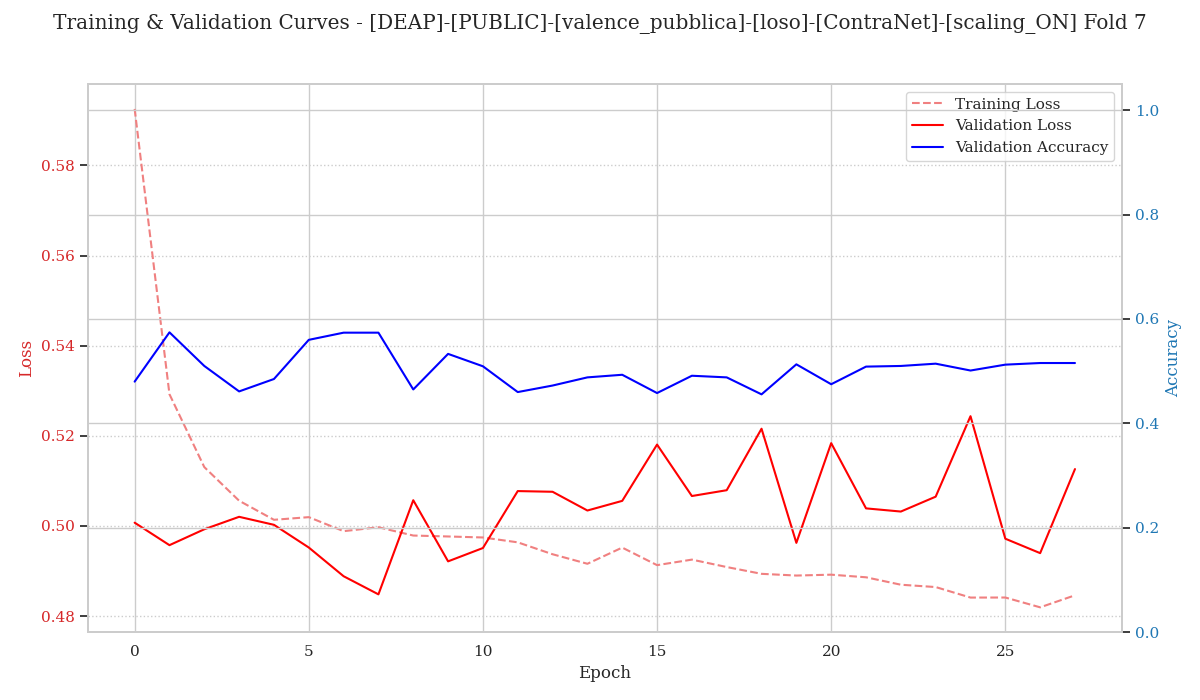 Training & Validation Curves - [DEAP]-[PUBLIC]-[valence_pubblica]-[loso]-[ContraNet]-[scaling_ON] Fold 7
Training Loss
Validation Loss
Validation Accuracy
Loss
0.58
0.56
0.54
0.52
0.50
0.48
1.0
0.8
0.6
0.4
0.2
0.0
Accuracy
0 5 10 15 20 25
Epoch